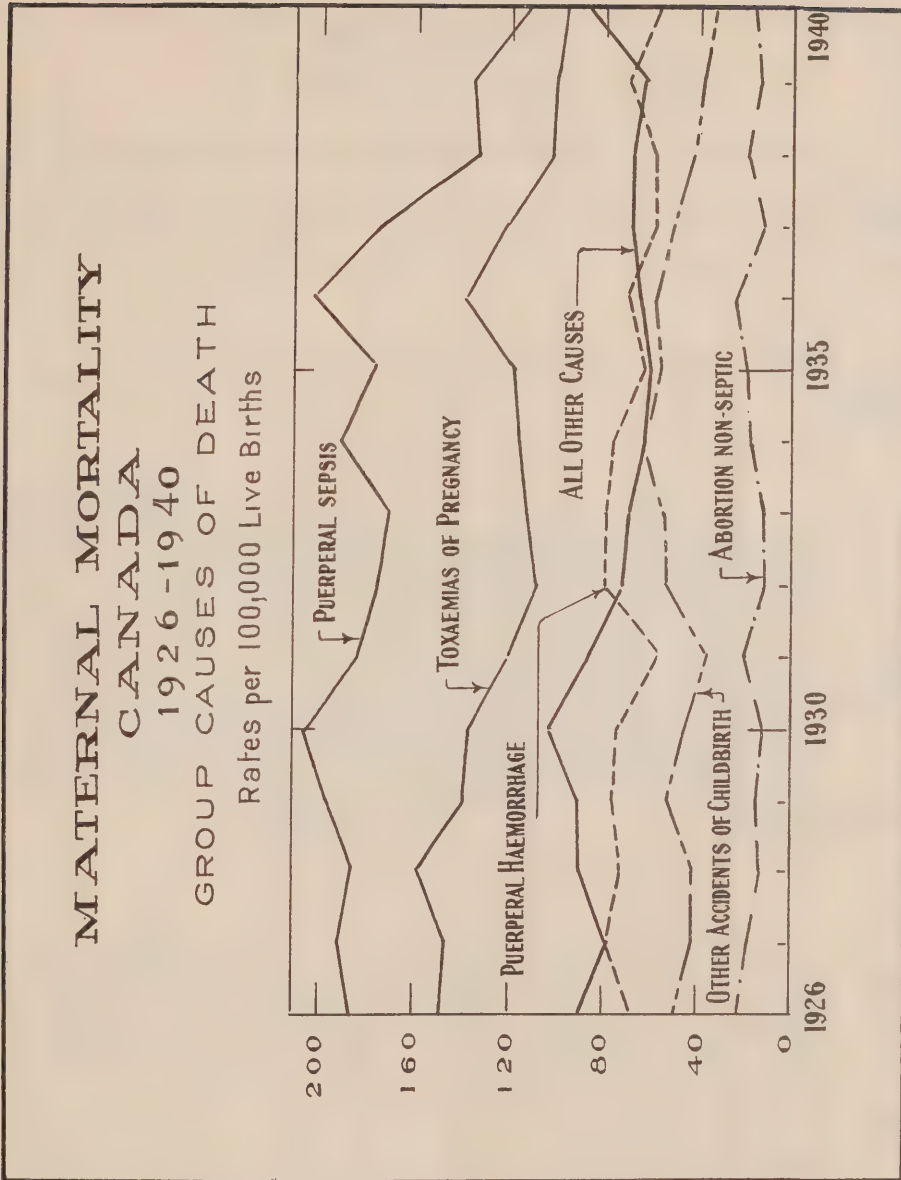 MATERNAL MORTALITY
CANADA
1926-1940
GROUP CAUSES OF DEATH
Rates per 100,000 Live Births
200
160
120
80
40
0
PUERPERAL SEPSIS
TOXAEMIAS OF PREGNANCY
PUERPERAL HAEMORRHAGE
ALL OTHER CAUSES
OTHER ACCIDENTS OF CHILDBIRTH
ABORTION NON-SEPTIC
1926
1930
1935
1940